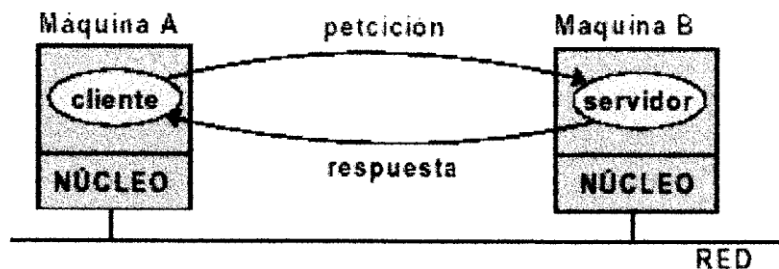 Máquina A
petcición
Maquina B
cliente
servidor
respuesta
NÚCLEO
NÚCLEO
RED